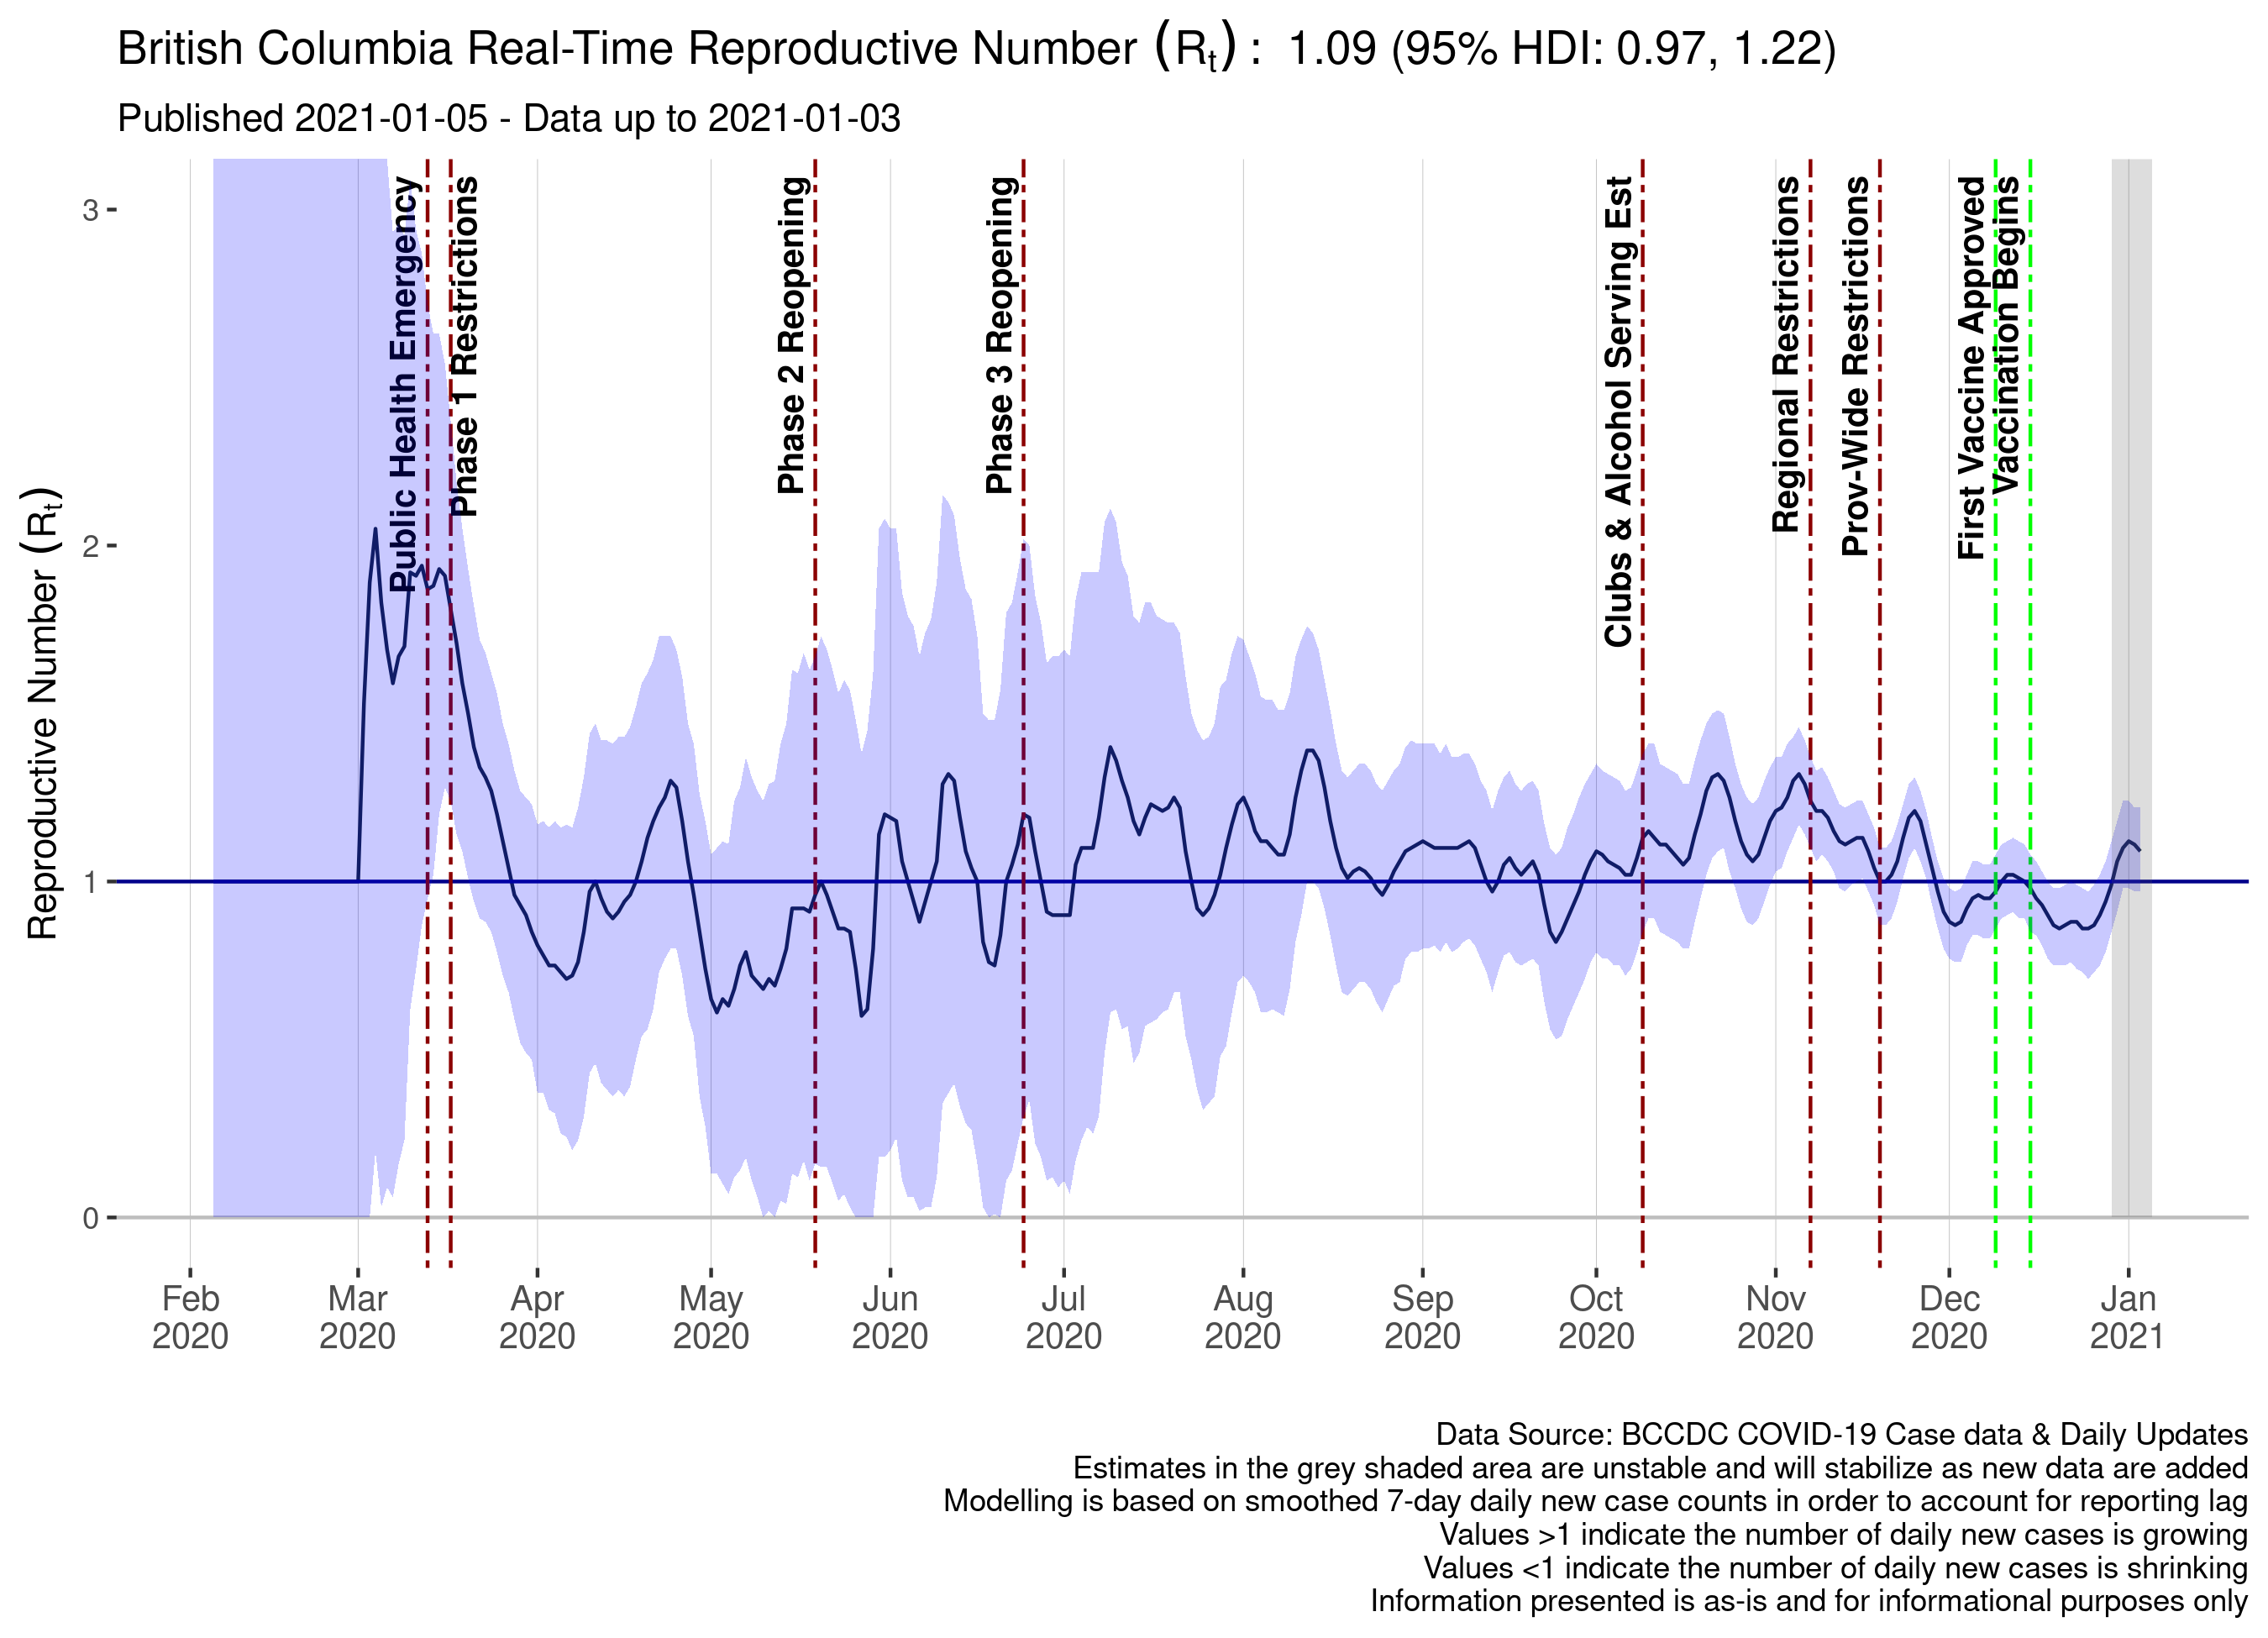 British Columbia Real-Time Reproductive Number (Rt) : 1.09 (95% HDI: 0.97, 1.22)
Published 2021-01-05 - Data up to 2021-01-03
Reproductive Number (Rt)
3
2
1
0
Public Health Emergency
Phase 1 Restrictions
Phase 2 Reopening
Phase 3 Reopening
Clubs & Alcohol Serving Est
Regional Restrictions
Prov-Wide Restrictions
First Vaccine Approved
Vaccination Begins
Feb Mar Apr May Jun Jul Aug Sep Oct Nov Dec Jan
2020 2020 2020 2020 2020 2020 2020 2020 2020 2020 2020 2021
Data Source: BCCDC COVID-19 Case data & Daily Updates
Estimates in the grey shaded area are unstable and will stabilize as new data are added
Modelling is based on smoothed 7-day daily new case counts in order to account for reporting lag
Values >1 indicate the number of daily new cases is growing
Values <1 indicate the number of daily new cases is shrinking
Information presented is as-is and for informational purposes only